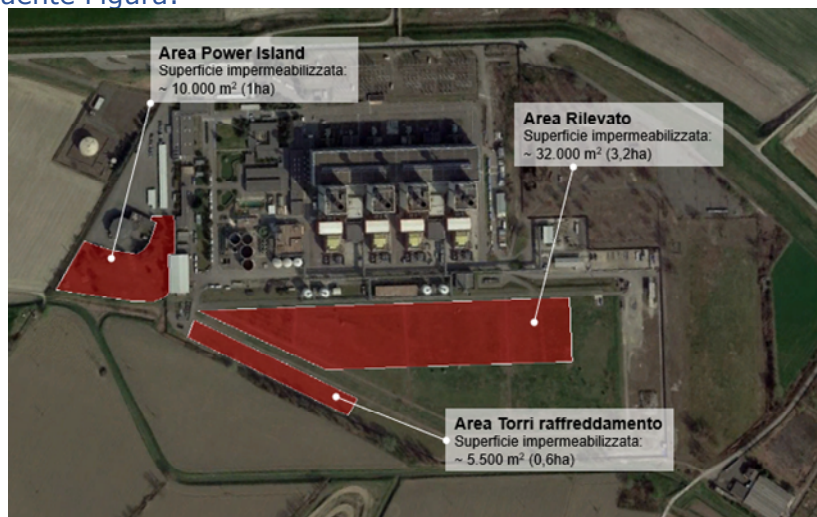 Area Power Island
Superficie impermeabilizzata:
~ 10.000 m² (1ha)
Area Rilevato
Superficie impermeabilizzata:
~ 32.000 m² (3,2ha)
Area Torri raffreddamento
Superficie impermeabilizzata:
~ 5.500 m² (0,6ha)